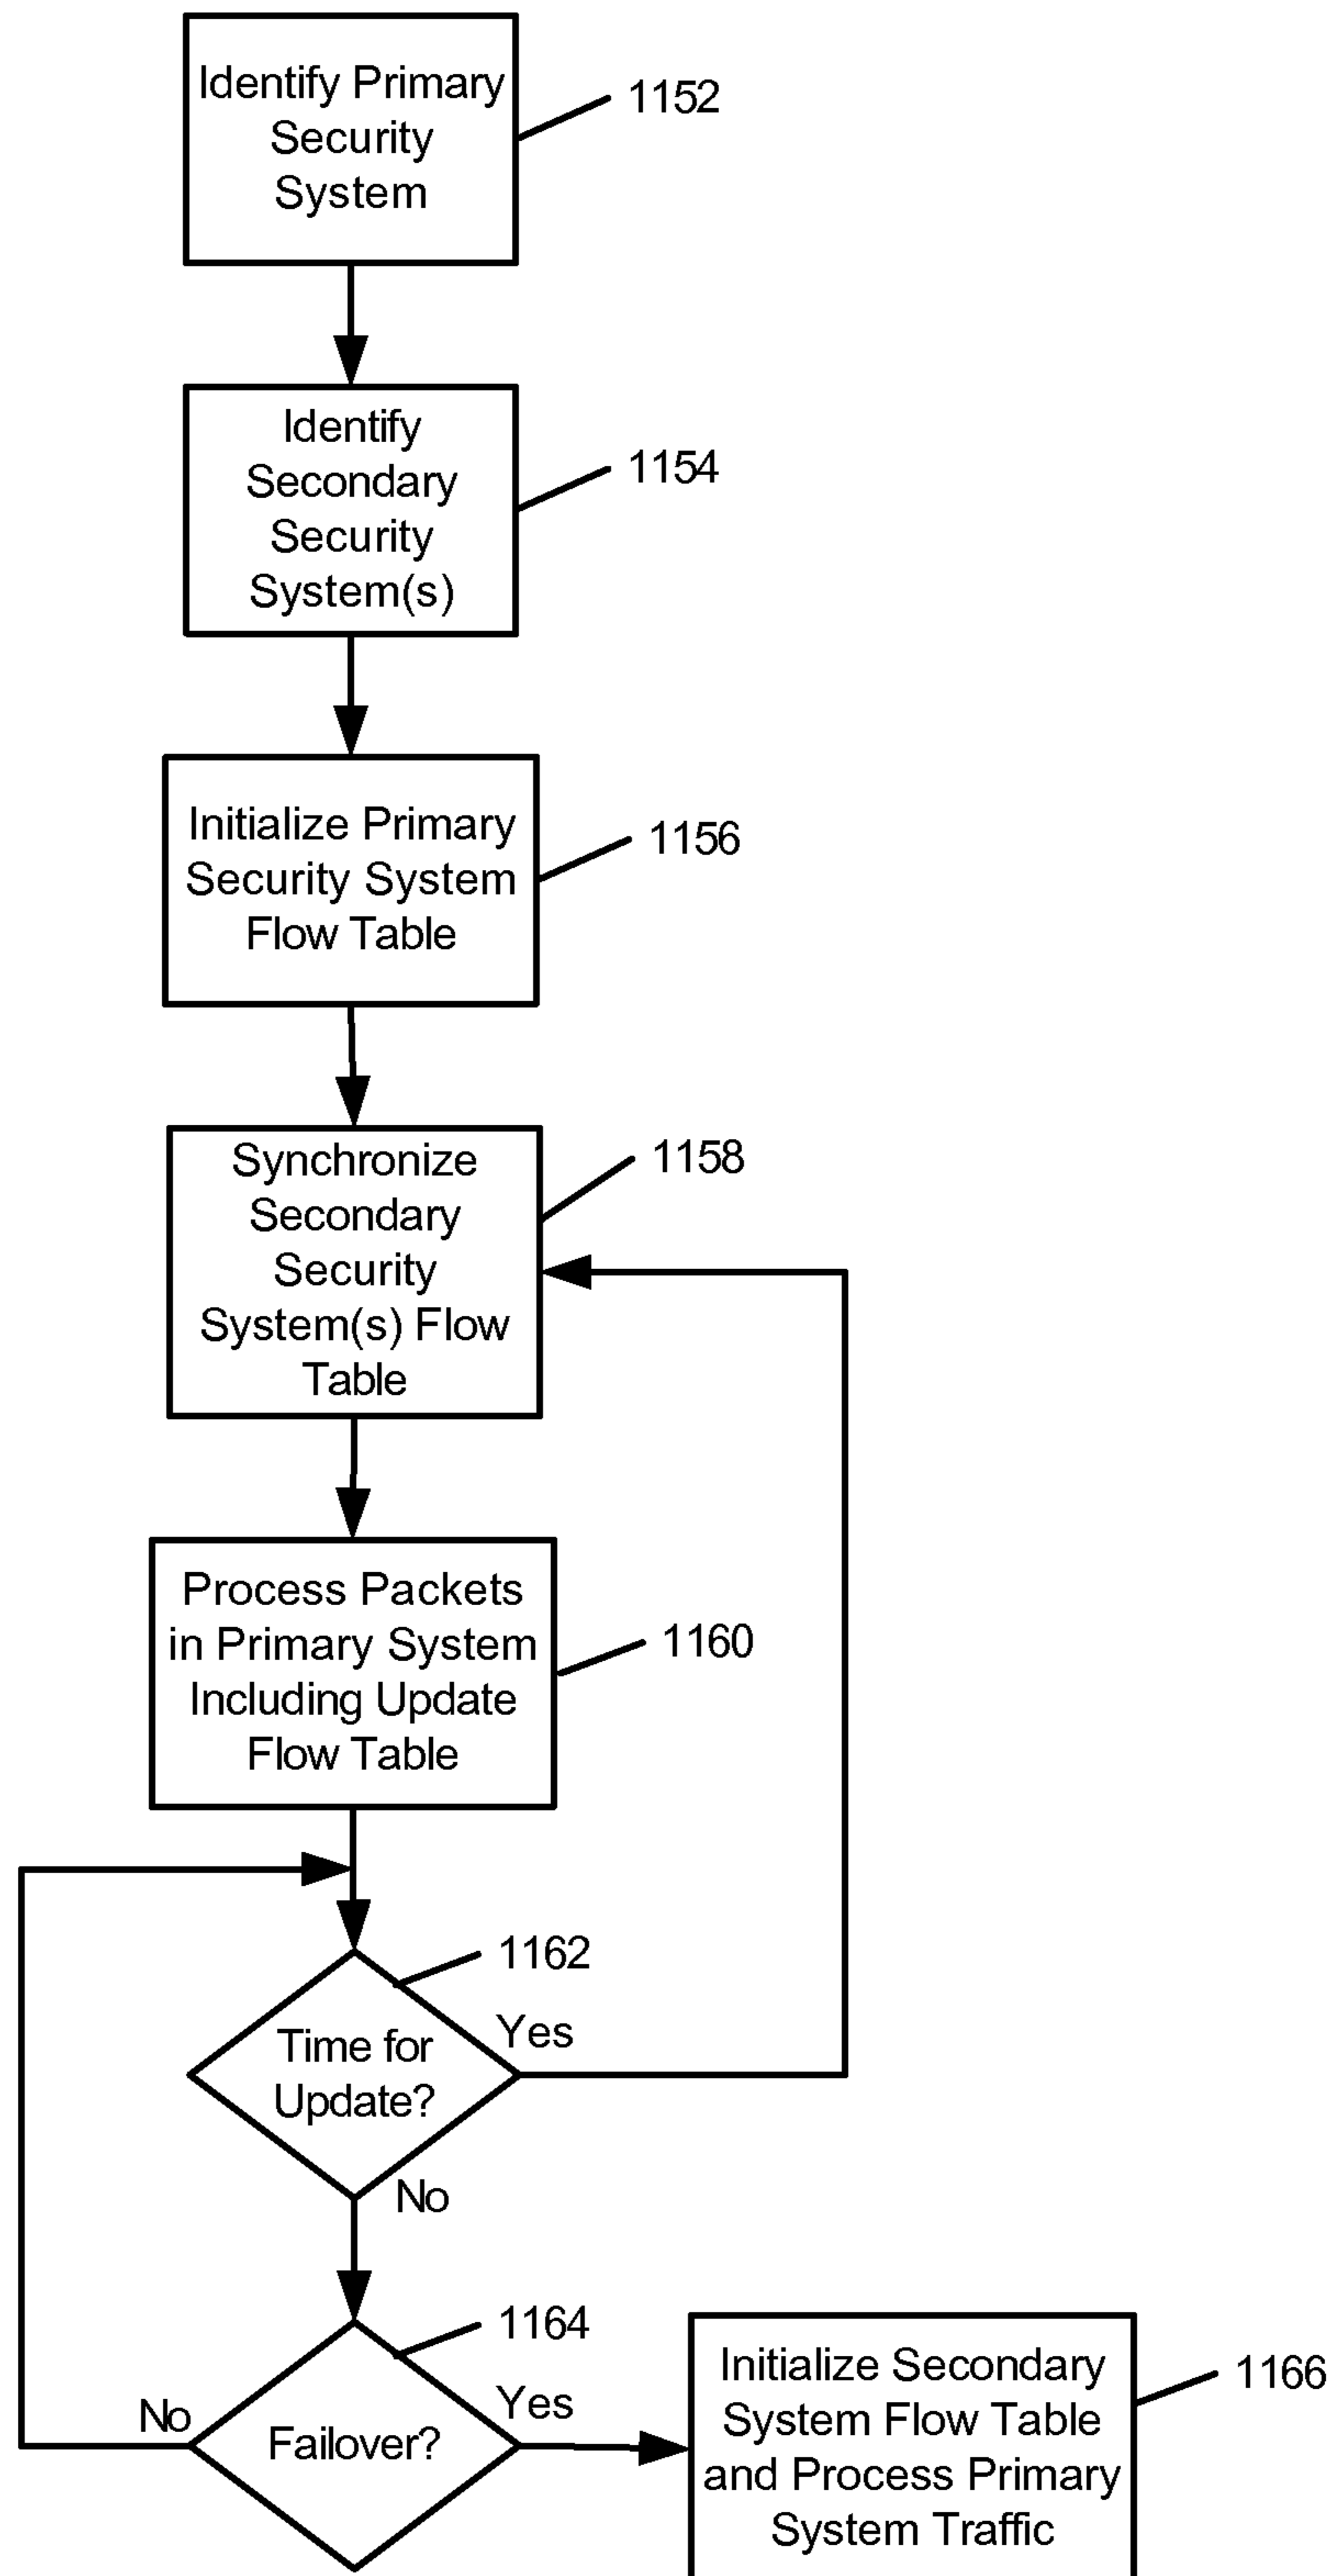 Identify Primary
Security
System
1152
Identify
Secondary
Security
System(s)
1154
Initialize Primary
Security System
Flow Table
1156
Synchronize
Secondary
Security
System(s) Flow
Table
1158
Process Packets
in Primary System
Including Update
Flow Table
1160
1162
Time for
Update?
Yes
No
1164
Failover?
No
Yes
Initialize Secondary
System Flow Table
and Process Primary
System Traffic
1166